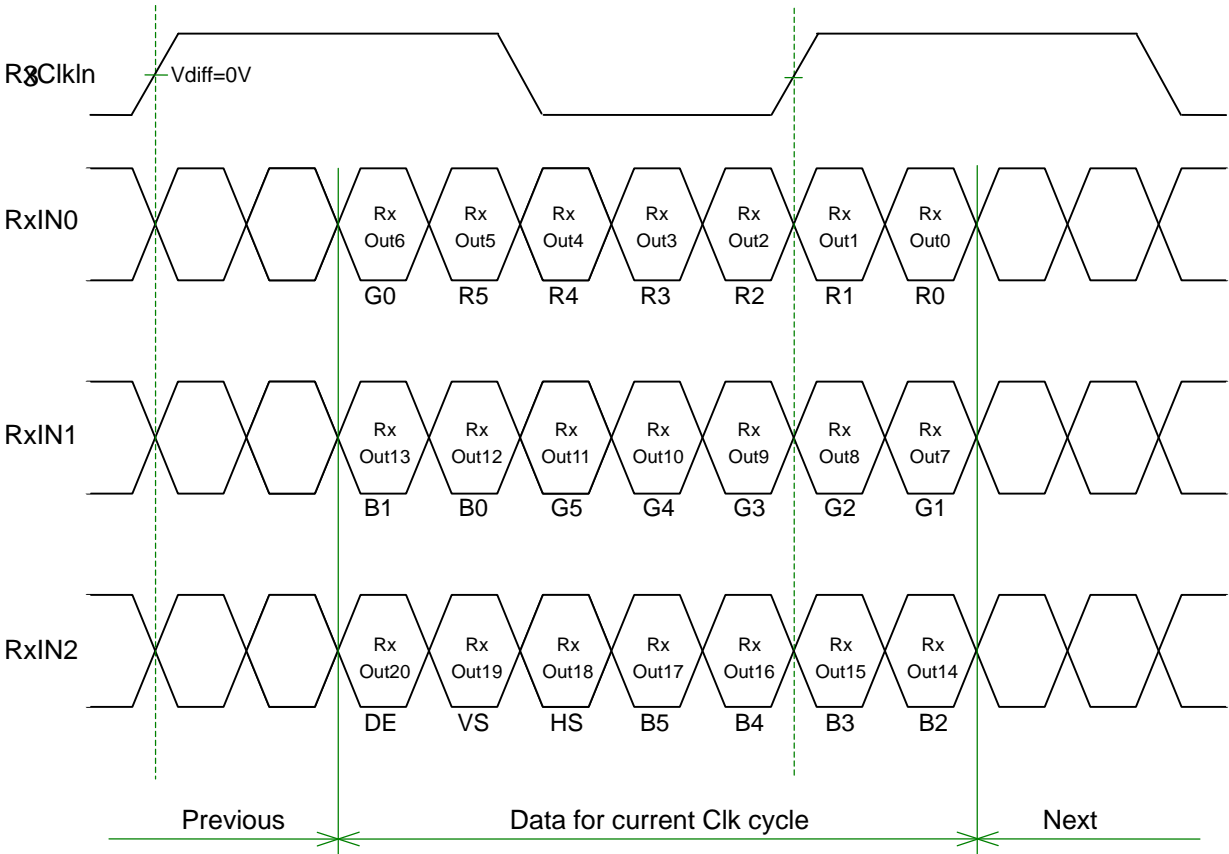 RxClkIn
Vdiff=0V
RxIN0
Rx Out6
Rx Out5
Rx Out4
Rx Out3
Rx Out2
Rx Out1
Rx Out0
G0 R5 R4 R3 R2 R1 R0
RxIN1
Rx Out13
Rx Out12
Rx Out11
Rx Out10
Rx Out9
Rx Out8
Rx Out7
B1 B0 G5 G4 G3 G2 G1
RxIN2
Rx Out20
Rx Out19
Rx Out18
Rx Out17
Rx Out16
Rx Out15
Rx Out14
DE VS HS B5 B4 B3 B2
Previous Data for current Clk cycle Next